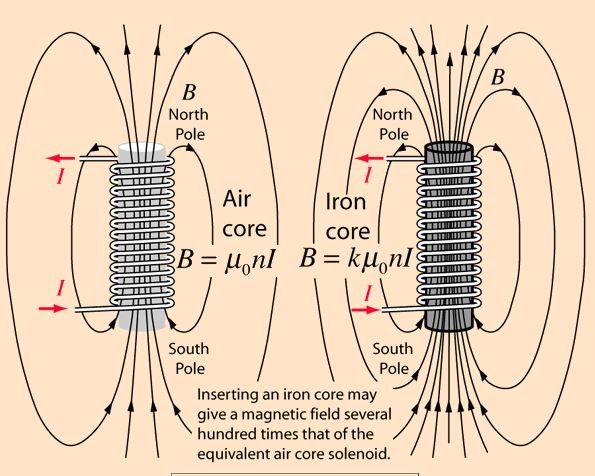 B
North
Pole
I
Air
core
B = μ₀nI
I
South
Pole
B
North
Pole
I
Iron
core
B = kμ₀nI
I
South
Pole
Inserting an iron core may
give a magnetic field several
hundred times that of the
equivalent air core solenoid.